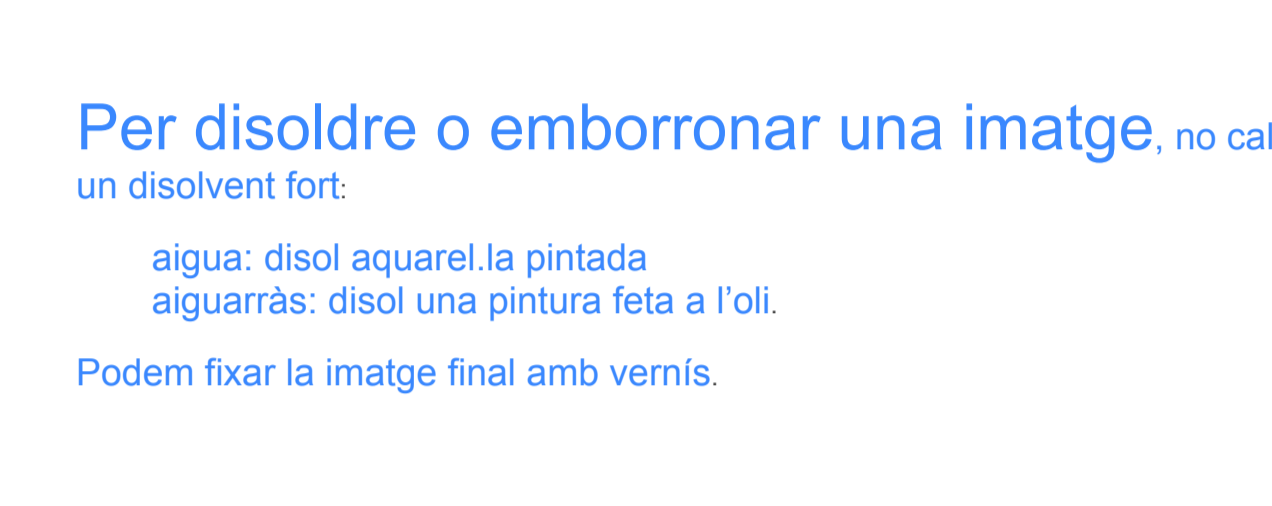 Per disoldre o emborronar una imatge, no cal
un disolvent fort:
aigua: disol aquarel.la pintada
aiguarràs: disol una pintura feta a l’oli.
Podem fixar la imatge final amb vernís.